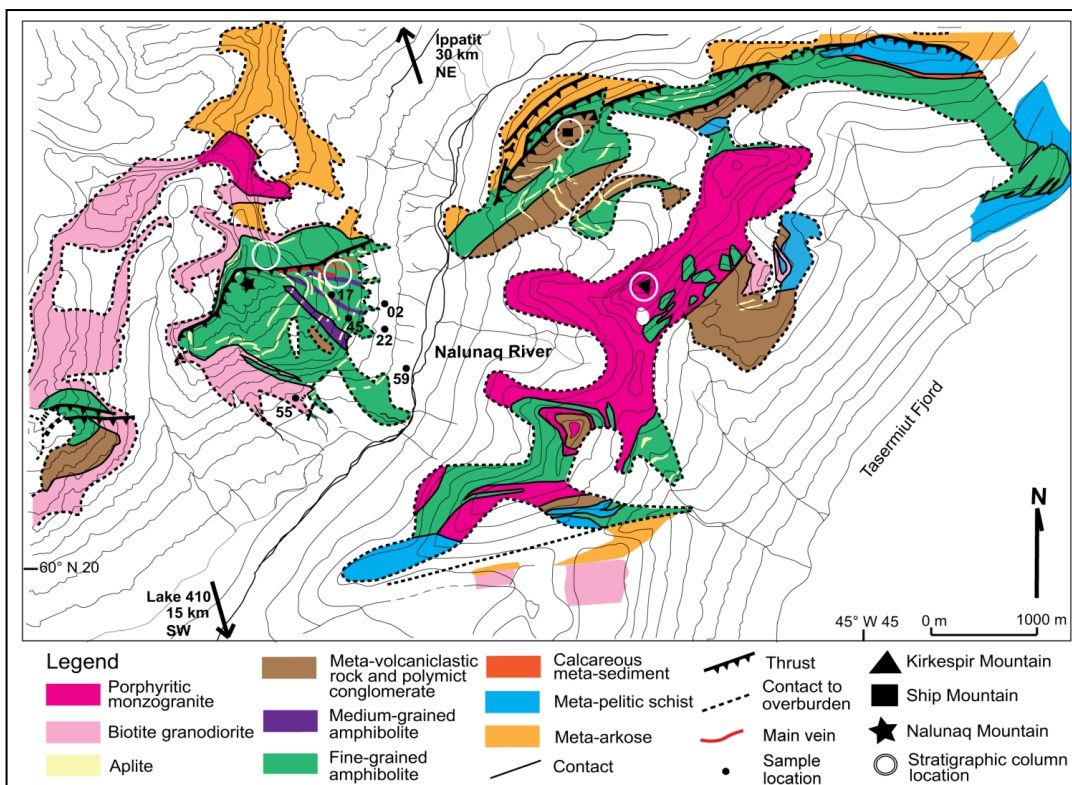 Ippatit
30 km
NE
17
02
45
22
Nalunaq River
59
55
Tasermiut Fjord
N
60° N 20
Lake 410
15 km
SW
45° W 45
0 m
1000 m
Legend
Porphyritic
monzogranite
Biotite granodiorite
Aplite
Meta-volcaniclastic
rock and polymict
conglomerate
Medium-grained
amphibolite
Fine-grained
amphibolite
Calcareous
meta-sediment
Meta-pelitic schist
Meta-arkose
Contact
Thrust
Contact to
overburden
Main vein
Sample
location
Kirkespir Mountain
Ship Mountain
Nalunaq Mountain
Stratigraphic column
location